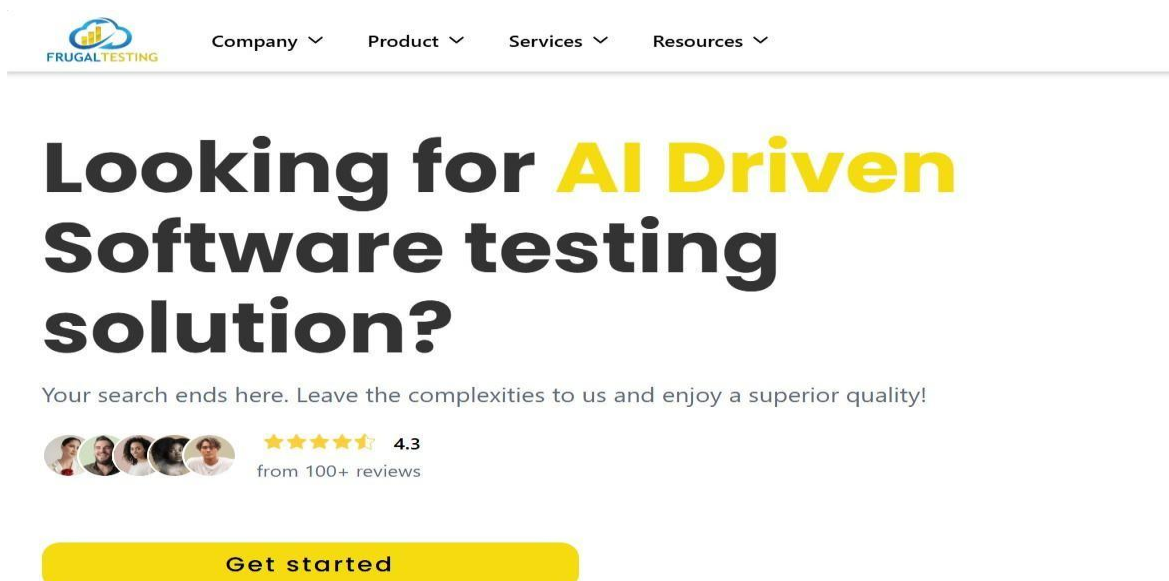 FRUGALTESTING
Company Product Services Resources
Looking for AI Driven
Software testing
solution?
Your search ends here. Leave the complexities to us and enjoy a superior quality!
4.3
from 100+ reviews
Get started